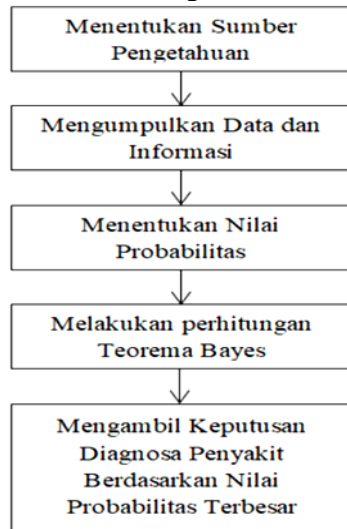 Menentukan Sumber
Pengetahuan
Mengumpulkan Data dan
Informasi
Menentukan Nilai
Probabilitas
Melakukan perhitungan
Teorema Bayes
Mengambil Keputusan
Diagnosa Penyakit
Berdasarkan Nilai
Probabilitas Terbesar